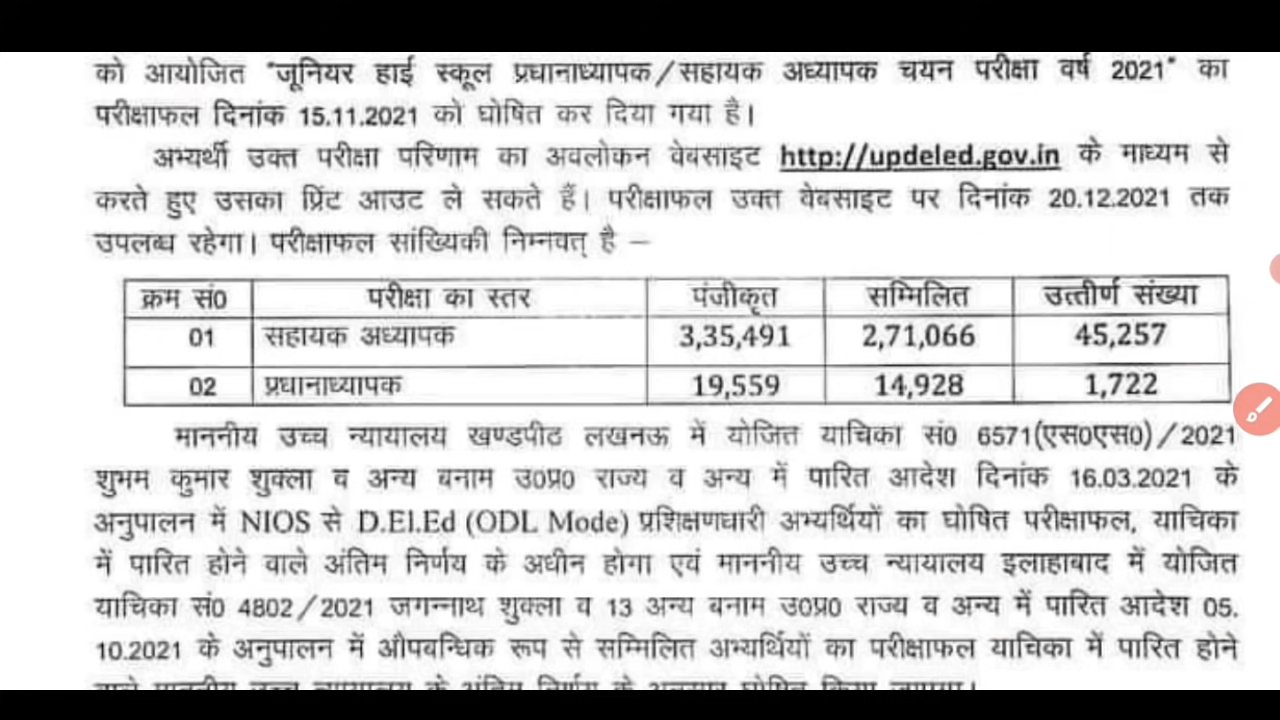 को आयोजित "जूनियर हाई स्कूल प्रधानाध्यापक/सहायक अध्यापक चयन परीक्षा वर्ष 2021" का
परीक्षाफल दिनांक 15.11.2021 को घोषित कर दिया गया है।
अभ्यर्थी उक्त परीक्षा परिणाम का अवलोकन वेबसाइट http://updeled.gov.in के माध्यम से
करते हुए उसका प्रिंट आउट ले सकते हैं। परीक्षाफल उक्त वेबसाइट पर दिनांक 20.12.2021 तक
उपलब्ध रहेगा। परीक्षाफल सांख्यिकी निम्नवत् है –
क्रम सं0 परीक्षा का स्तर पंजीकृत सम्मिलित उत्तीर्ण संख्या
01 सहायक अध्यापक 3,35,491 2,71,066 45,257
02 प्रधानाध्यापक 19,559 14,928 1,722
माननीय उच्च न्यायालय खण्डपीठ लखनऊ में योजित याचिका सं0 6571(एस0एस0)/2021
शुभम कुमार शुक्ला व अन्य बनाम उ0प्र0 राज्य व अन्य में पारित आदेश दिनांक 16.03.2021 के
अनुपालन में NIOS से D.El.Ed (ODL Mode) प्रशिक्षणधारी अभ्यर्थियों का घोषित परीक्षाफल, याचिका
में पारित होने वाले अंतिम निर्णय के अधीन होगा एवं माननीय उच्च न्यायालय इलाहाबाद में योजित
याचिका सं0 4802/2021 जगन्नाथ शुक्ला व 13 अन्य बनाम उ0प्र0 राज्य व अन्य में पारित आदेश 05.
10.2021 के अनुपालन में औपबन्धिक रूप से सम्मिलित अभ्यर्थियों का परीक्षाफल याचिका में पारित होने
वाले माननीय उच्च न्यायालय के अंतिम निर्णय के अनुसार घोषित किया जाएगा।